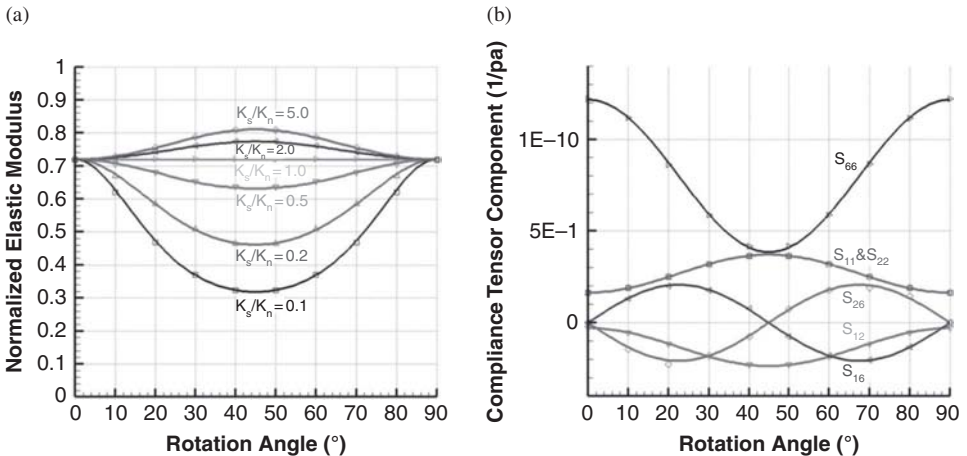 (a)
Normalized Elastic Modulus
1
0.9
0.8
0.7
0.6
0.5
0.4
0.3
0.2
0.1
0
Ks/Kn = 5.0
Ks/Kn = 2.0
Ks/Kn = 1.0
Ks/Kn = 0.5
Ks/Kn = 0.2
Ks/Kn = 0.1
0 10 20 30 40 50 60 70 80 90
Rotation Angle (°)
(b)
Compliance Tensor Component (1/pa)
1E–10
5E–1
0
S66
S11&S22
S26
S12
S16
0 10 20 30 40 50 60 70 80 90
Rotation Angle (°)